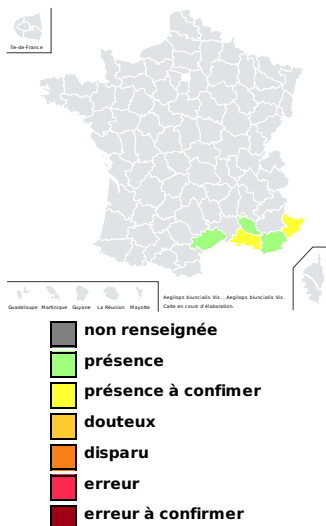 Île-de-France
Guadeloupe Martinique Guyane La Réunion Mayotte
Aegilops biuncialis Vis. , Aegilops biuncialis Vis.
Carte en cours d'élaboration.
non renseignée
présence
présence à confimer
douteux
disparu
erreur
erreur à confirmer